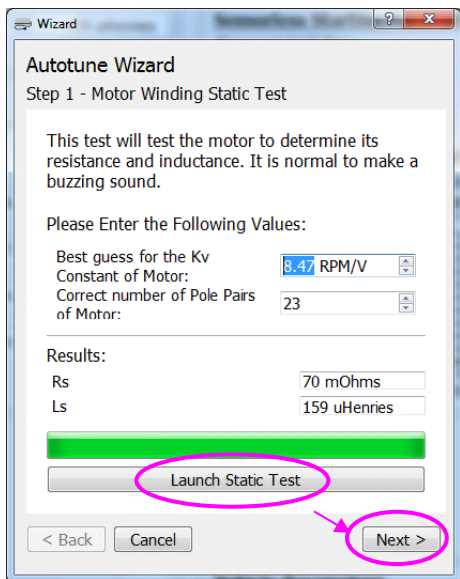 Wizard
Autotune Wizard
Step 1 - Motor Winding Static Test
This test will test the motor to determine its
resistance and inductance. It is normal to make a
buzzing sound.
Please Enter the Following Values:
Best guess for the Kv
Constant of Motor:
8.47 RPM/V
Correct number of Pole Pairs
of Motor:
23
Results:
Rs 70 mOhms
Ls 159 uHenries
Launch Static Test
< Back Cancel Next >